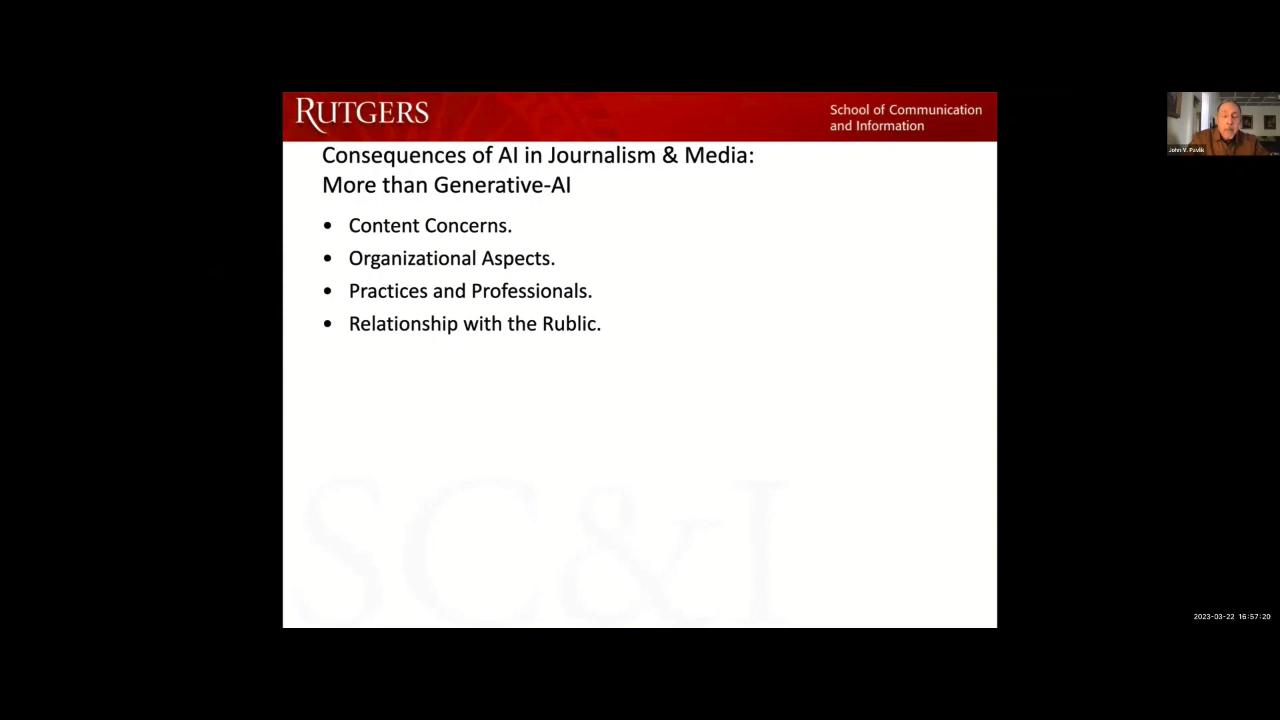 RUTGERS
School of Communication
and Information
Consequences of AI in Journalism & Media:
More than Generative-AI
• Content Concerns.
• Organizational Aspects.
• Practices and Professionals.
• Relationship with the Rublic.
SC&I
John V. Pavlik
2023-03-22 16:57:20